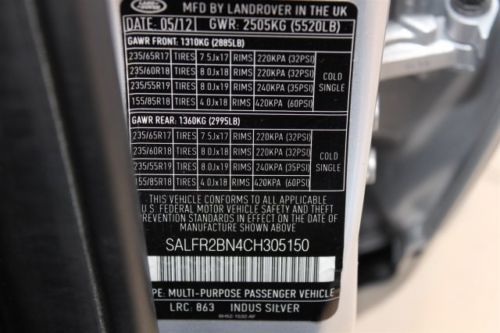 LAND ROVER
MFD BY LANDROVER IN THE UK
DATE: 05/12 GWR: 2505KG (5520LB)
GAWR FRONT: 1310KG (2885LB)
235/65R17 TIRES 7.5Jx17 RIMS 220KPA (32PSI)
235/60R18 TIRES 8.0Jx18 RIMS 220KPA (32PSI) COLD
235/55R19 TIRES 8.0Jx19 RIMS 240KPA (35PSI) SINGLE
155/85R18 TIRES 4.0Jx18 RIMS 420KPA (60PSI)
GAWR REAR: 1360KG (2995LB)
235/65R17 TIRES 7.5Jx17 RIMS 220KPA (32PSI)
235/60R18 TIRES 8.0Jx18 RIMS 220KPA (32PSI) COLD
235/55R19 TIRES 8.0Jx19 RIMS 240KPA (35PSI) SINGLE
155/85R18 TIRES 4.0Jx18 RIMS 420KPA (60PSI)
THIS VEHICLE CONFORMS TO ALL APPLICABLE
U.S. FEDERAL MOTOR VEHICLE SAFETY AND THEFT
PREVENTION STANDARDS IN EFFECT ON THE DATE OF
MANUFACTURE SHOWN ABOVE
SALFR2BN4CH305150
YPE: MULTI-PURPOSE PASSENGER VEHICLE
LRC: 863 INDUS SILVER